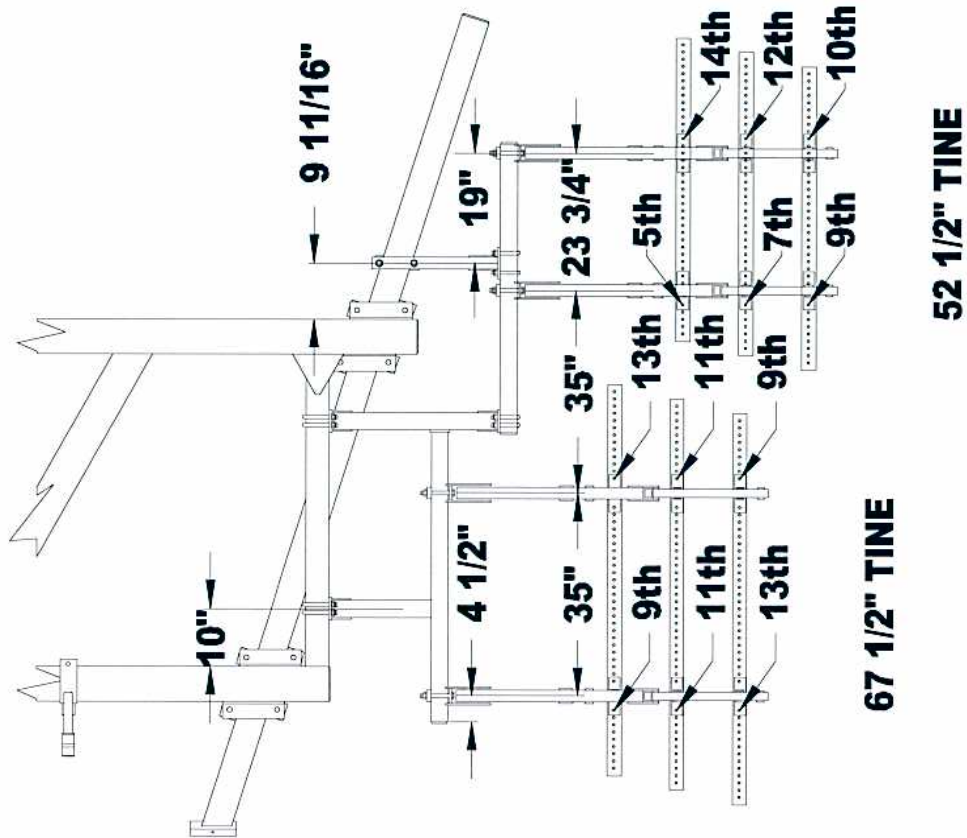 9 11/16"
19"
23 3/4"
14th
12th
10th
5th
7th
9th
52 1/2" TINE
35"
13th
11th
9th
10"
4 1/2"
35"
9th
11th
13th
67 1/2" TINE